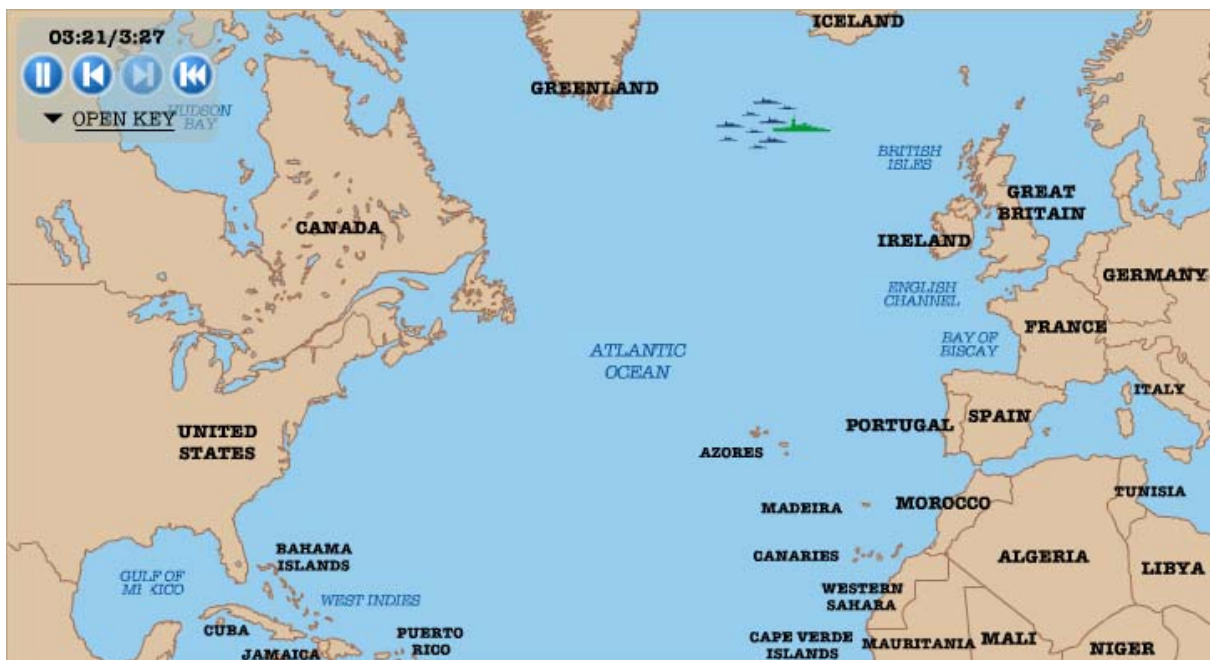 03:21/3:27
OPEN KEY
HUDSON
BAY
ICELAND
GREENLAND
BRITISH
ISLES
GREAT
BRITAIN
CANADA
IRELAND
GERMANY
ENGLISH
CHANNEL
FRANCE
BAY OF
BISCAY
ATLANTIC
OCEAN
ITALY
SPAIN
PORTUGAL
UNITED
STATES
AZORES
TUNISIA
MADEIRA
MOROCCO
BAHAMA
ISLANDS
CANARIES
ALGERIA
LIBYA
GULF OF
MEXICO
WESTERN
SAHARA
WEST INDIES
CUBA
PUERTO
RICO
JAMAICA
CAPE VERDE
ISLANDS
MAURITANIA
MALI
NIGER